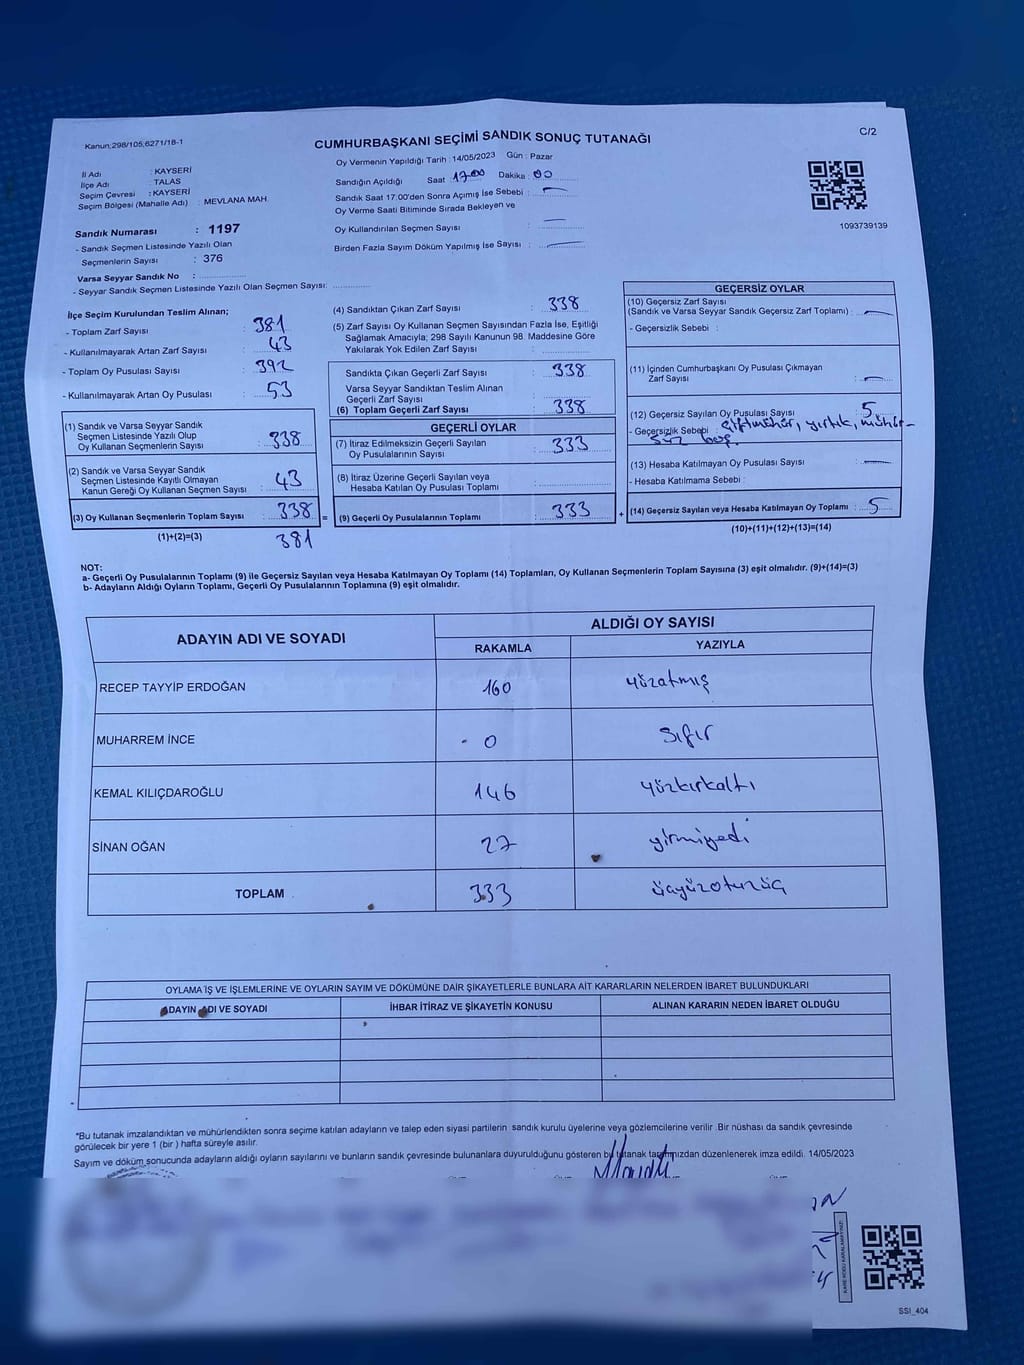 Kanun;298/105,6271/18-1
CUMHURBAŞKANI SEÇİMİ SANDIK SONUÇ TUTANAĞI
C/2
İl Adı : KAYSERİ
İlçe Adı : TALAS
Seçim Çevresi : KAYSERİ
Seçim Bölgesi (Mahalle Adı) : MEVLANA MAH.
Sandık Numarası : 1197
- Sandık Seçmen Listesinde Yazılı Olan
Seçmenlerin Sayısı : 376
Varsa Seyyar Sandık No :
- Seyyar Sandık Seçmen Listesinde Yazılı Olan Seçmen Sayısı:
Oy Vermenin Yapıldığı Tarih : 14/05/2023 Gün : Pazar
Sandığın Açıldığı Saat 17:00 Dakika : 00
Sandık Saat 17:00'den Sonra Açımış İse Sebebi : —
Oy Verme Saati Bitiminde Sırada Bekleyen ve
Oy Kullandırılan Seçmen Sayısı : —
Birden Fazla Sayım Döküm Yapılmış İse Sayısı : —
1093739139
İlçe Seçim Kurulundan Teslim Alınan;
- Toplam Zarf Sayısı : 381
- Kullanılmayarak Artan Zarf Sayısı : 43
- Toplam Oy Pusulası Sayısı : 392
- Kullanılmayarak Artan Oy Pusulası : 53
(1) Sandık ve Varsa Seyyar Sandık
Seçmen Listesinde Yazılı Olup
Oy Kullanan Seçmenlerin Sayısı : 338
(2) Sandık ve Varsa Seyyar Sandık
Seçmen Listesinde Kayıtlı Olmayan
Kanun Gereği Oy Kullanan Seçmen Sayısı : 43
(3) Oy Kullanan Seçmenlerin Toplam Sayısı : 338 =
(1)+(2)=(3) 381
(4) Sandıktan Çıkan Zarf Sayısı : 338
(5) Zarf Sayısı Oy Kullanan Seçmen Sayısından Fazla İse, Eşitliği
Sağlamak Amacıyla; 298 Sayılı Kanunun 98. Maddesine Göre
Yakılarak Yok Edilen Zarf Sayısı :
Sandıkta Çıkan Geçerli Zarf Sayısı : 338
Varsa Seyyar Sandıktan Teslim Alınan
Geçerli Zarf Sayısı :
(6) Toplam Geçerli Zarf Sayısı : 338
GEÇERLİ OYLAR
(7) İtiraz Edilmeksizin Geçerli Sayılan
Oy Pusulalarının Sayısı : 333
(8) İtiraz Üzerine Geçerli Sayılan veya
Hesaba Katılan Oy Pusulası Toplamı :
(9) Geçerli Oy Pusulalarının Toplamı : 333 +
GEÇERSİZ OYLAR
(10) Geçersiz Zarf Sayısı
(Sandık ve Varsa Seyyar Sandık Geçersiz Zarf Toplamı) : —
- Geçersizlik Sebebi :
(11) İçinden Cumhurbaşkanı Oy Pusulası Çıkmayan
Zarf Sayısı : —
(12) Geçersiz Sayılan Oy Pusulası Sayısı : 5
- Geçersizlik Sebebi : Çiftmühür, yırtık, mühür-
süz boş.
(13) Hesaba Katılmayan Oy Pusulası Sayısı : —
- Hesaba Katılmama Sebebi :
(14) Geçersiz Sayılan veya Hesaba Katılmayan Oy Toplamı : 5
(10)+(11)+(12)+(13)=(14)
NOT:
a- Geçerli Oy Pusulalarının Toplamı (9) ile Geçersiz Sayılan veya Hesaba Katılmayan Oy Toplamı (14) Toplamları, Oy Kullanan Seçmenlerin Toplam Sayısına (3) eşit olmalıdır. (9)+(14)=(3)
b- Adayların Aldığı Oyların Toplamı, Geçerli Oy Pusulalarının Toplamına (9) eşit olmalıdır.
ADAYIN ADI VE SOYADI
ALDIĞI OY SAYISI
RAKAMLA YAZIYLA
RECEP TAYYİP ERDOĞAN 160 yüzatmış
MUHARREM İNCE 0 sıfır
KEMAL KILIÇDAROĞLU 146 yüzkırkaltı
SİNAN OĞAN 27 yirmiyedi
TOPLAM 333 üçyüzotuzüç
OYLAMA İŞ VE İŞLEMLERİNE VE OYLARIN SAYIM VE DÖKÜMÜNE DAİR ŞİKAYETLERLE BUNLARA AİT KARARLARIN NELERDEN İBARET BULUNDUKLARI
ADAYIN ADI VE SOYADI İHBAR İTİRAZ VE ŞİKAYETİN KONUSU ALINAN KARARIN NEDEN İBARET OLDUĞU
*Bu tutanak imzalandıktan ve mühürlendikten sonra seçime katılan adayların ve talep eden siyasi partilerin sandık kurulu üyelerine veya gözlemcilerine verilir .Bir nüshası da sandık çevresinde
görülecek bir yere 1 (bir ) hafta süreyle asılır.
Sayım ve döküm sonucunda adayların aldığı oyların sayılarını ve bunların sandık çevresinde bulunanlara duyurulduğunu gösteren bu tutanak tarafımızdan düzenlenerek imza edildi. 14/05/2023
SSI_404